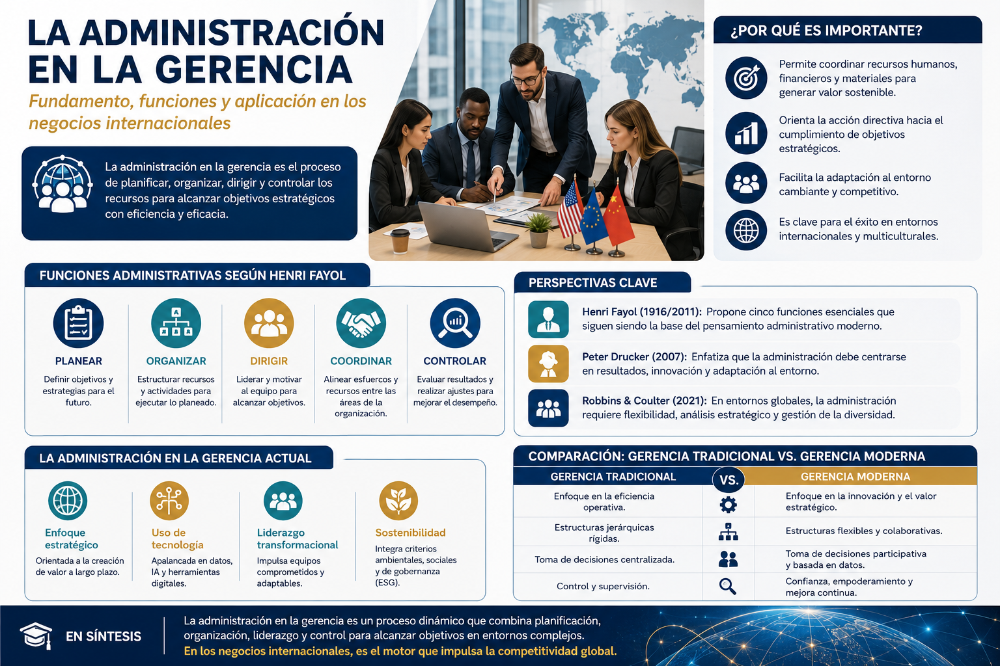 LA ADMINISTRACIÓN
EN LA GERENCIA
Fundamento, funciones y aplicación en los
negocios internacionales
La administración en la gerencia es el proceso
de planificar, organizar, dirigir y controlar los
recursos para alcanzar objetivos estratégicos
con eficiencia y eficacia.
¿POR QUÉ ES IMPORTANTE?
Permite coordinar recursos humanos,
financieros y materiales para
generar valor sostenible.
Orienta la acción directiva hacia el
cumplimiento de objetivos
estratégicos.
Facilita la adaptación al entorno
cambiante y competitivo.
Es clave para el éxito en entornos
internacionales y multiculturales.
FUNCIONES ADMINISTRATIVAS SEGÚN HENRI FAYOL
PLANEAR
Definir objetivos y
estrategias para el
futuro.
A
A A A
ORGANIZAR
Estructurar recursos
y actividades para
ejecutar lo planeado.
DIRIGIR
Liderar y motivar
al equipo para
alcanzar objetivos.
COORDINAR
Alinear esfuerzos y
recursos entre las
áreas de la
organización.
CONTROLAR
Evaluar resultados y
realizar ajustes para
mejorar el desempeño.
PERSPECTIVAS CLAVE
Henri Fayol (1916/2011): Propone cinco funciones esenciales que
siguen siendo la base del pensamiento administrativo moderno.
Peter Drucker (2007): Enfatiza que la administración debe centrarse
en resultados, innovación y adaptación al entorno.
Robbins & Coulter (2021): En entornos globales, la administración
requiere flexibilidad, análisis estratégico y gestión de la diversidad.
LA ADMINISTRACIÓN EN LA GERENCIA ACTUAL
Enfoque
estratégico
Orientada a la creación
de valor a largo plazo.
Uso de
tecnología
Apalancada en datos,
IA y herramientas
digitales.
Liderazgo
transformacional
Impulsa equipos
comprometidos y
adaptables.
Sostenibilidad
Integra criterios
ambientales, sociales
y de gobernanza
(ESG).
COMPARACIÓN: GERENCIA TRADICIONAL VS. GERENCIA MODERNA
GERENCIA TRADICIONAL
VS.
GERENCIA MODERNA
Enfoque en la eficiencia
operativa.
Enfoque en la innovación y el valor
estratégico.
Estructuras jerárquicas
rígidas.
Estructuras flexibles y colaborativas.
Toma de decisiones centralizada.
Toma de decisiones participativa
y basada en datos.
Control y supervisión.
Confianza, empoderamiento y
mejora continua.
EN SÍNTESIS
La administración en la gerencia es un proceso dinámico que combina planificación,
organización, liderazgo y control para alcanzar objetivos en entornos complejos.
En los negocios internacionales, es el motor que impulsa la competitividad global.